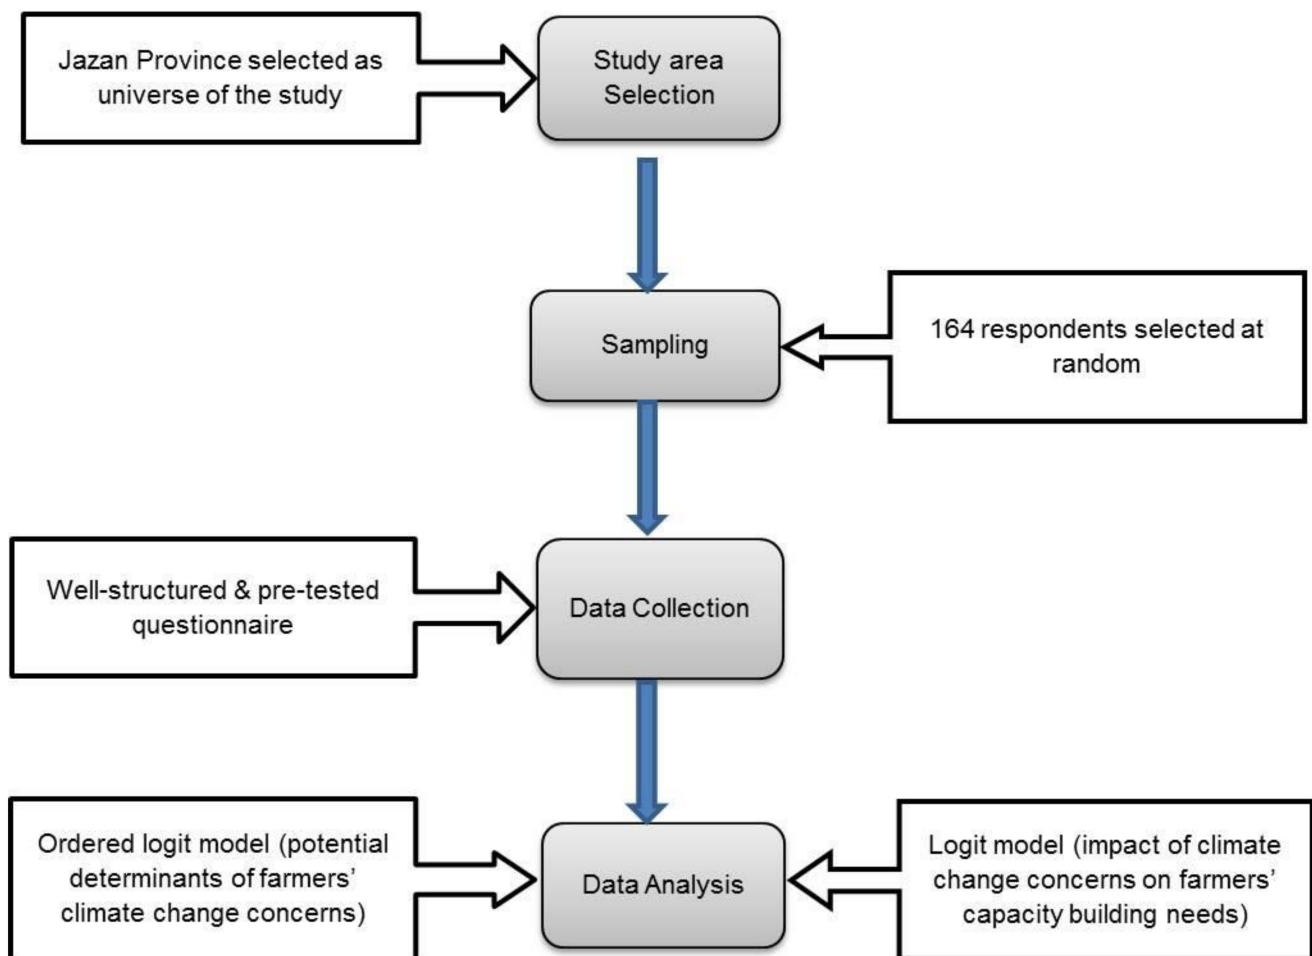 Jazan Province selected as
universe of the study
Study area
Selection
Sampling
164 respondents selected at
random
Well-structured & pre-tested
questionnaire
Data Collection
Ordered logit model (potential
determinants of farmers’
climate change concerns)
Data Analysis
Logit model (impact of climate
change concerns on farmers’
capacity building needs)